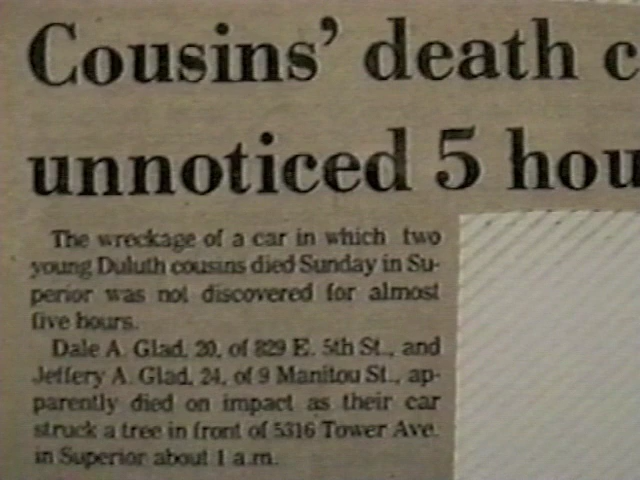 Cousins' death c
unnoticed 5 hou
The wreckage of a car in which two
young Duluth cousins died Sunday in Su-
perior was not discovered for almost
five hours.
Dale A. Glad, 20, of 829 E. 5th St., and
Jeffery A. Glad, 24, of 9 Manitou St., ap-
parently died on impact as their car
struck a tree in front of 5316 Tower Ave.
in Superior about 1 a.m.